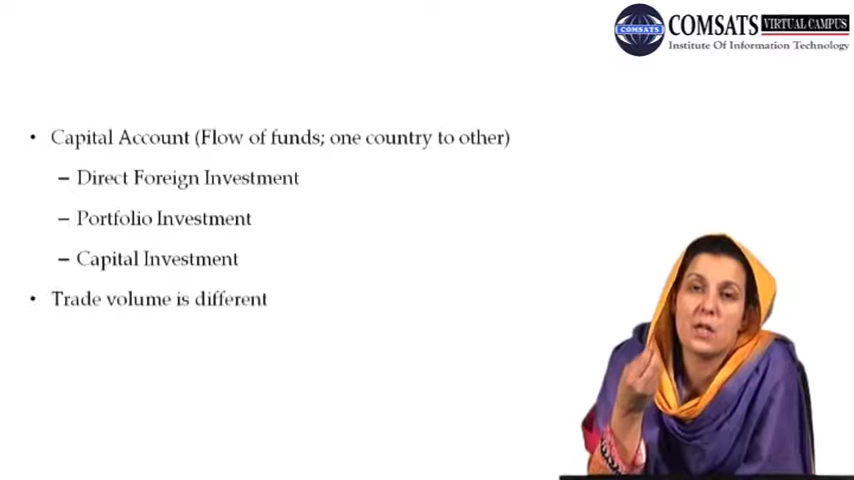 COMSATS VIRTUAL CAMPUS
COMSATS
Institute Of Information Technology
• Capital Account (Flow of funds; one country to other)
– Direct Foreign Investment
– Portfolio Investment
– Capital Investment
• Trade volume is different